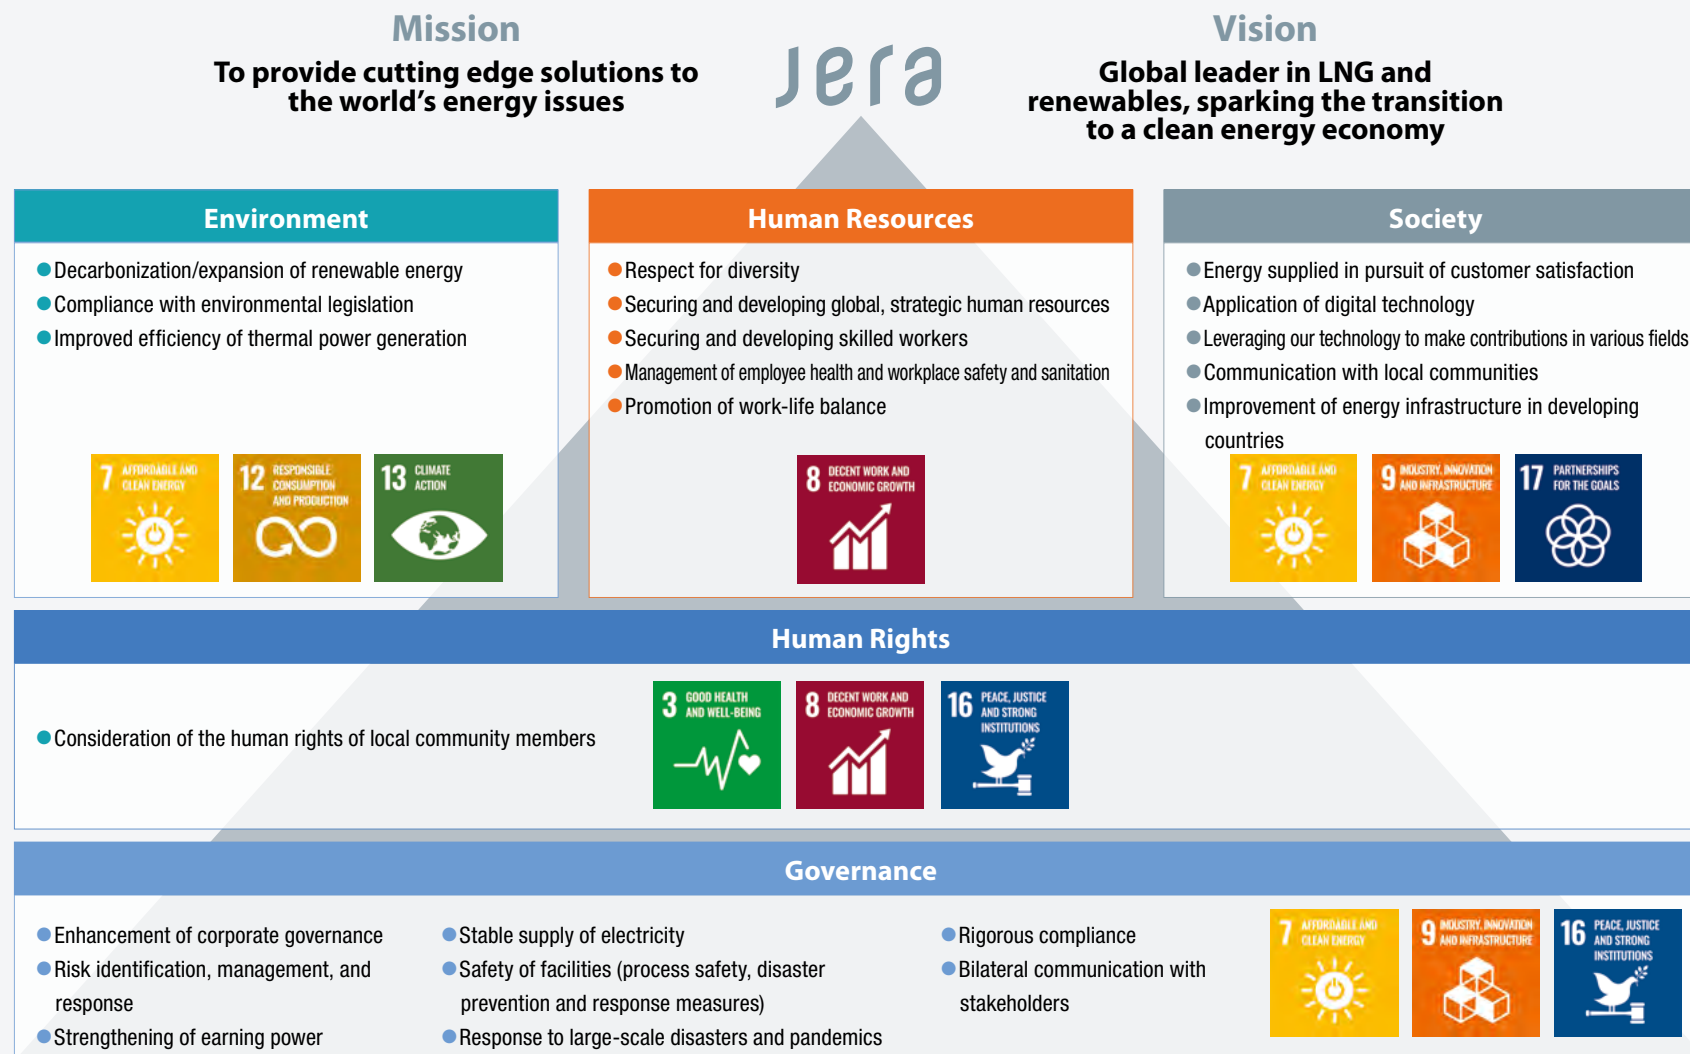 Mission
To provide cutting edge solutions to
the world’s energy issues
Jera
Vision
Global leader in LNG and
renewables, sparking the transition
to a clean energy economy
Environment
●Decarbonization/expansion of renewable energy
●Compliance with environmental legislation
●Improved efficiency of thermal power generation
7 AFFORDABLE AND
CLEAN ENERGY
12 RESPONSIBLE
CONSUMPTION
AND PRODUCTION
13 CLIMATE
ACTION
Human Resources
●Respect for diversity
●Securing and developing global, strategic human resources
●Securing and developing skilled workers
●Management of employee health and workplace safety and sanitation
●Promotion of work-life balance
8 DECENT WORK AND
ECONOMIC GROWTH
Society
●Energy supplied in pursuit of customer satisfaction
●Application of digital technology
●Leveraging our technology to make contributions in various fields
●Communication with local communities
●Improvement of energy infrastructure in developing
countries
7 AFFORDABLE AND
CLEAN ENERGY
9 INDUSTRY, INNOVATION
AND INFRASTRUCTURE
17 PARTNERSHIPS
FOR THE GOALS
Human Rights
●Consideration of the human rights of local community members
3 GOOD HEALTH
AND WELL-BEING
8 DECENT WORK AND
ECONOMIC GROWTH
16 PEACE, JUSTICE
AND STRONG
INSTITUTIONS
Governance
●Enhancement of corporate governance
●Risk identification, management, and
response
●Strengthening of earning power
●Stable supply of electricity
●Safety of facilities (process safety, disaster
prevention and response measures)
●Response to large-scale disasters and pandemics
●Rigorous compliance
●Bilateral communication with
stakeholders
7 AFFORDABLE AND
CLEAN ENERGY
9 INDUSTRY, INNOVATION
AND INFRASTRUCTURE
16 PEACE, JUSTICE
AND STRONG
INSTITUTIONS